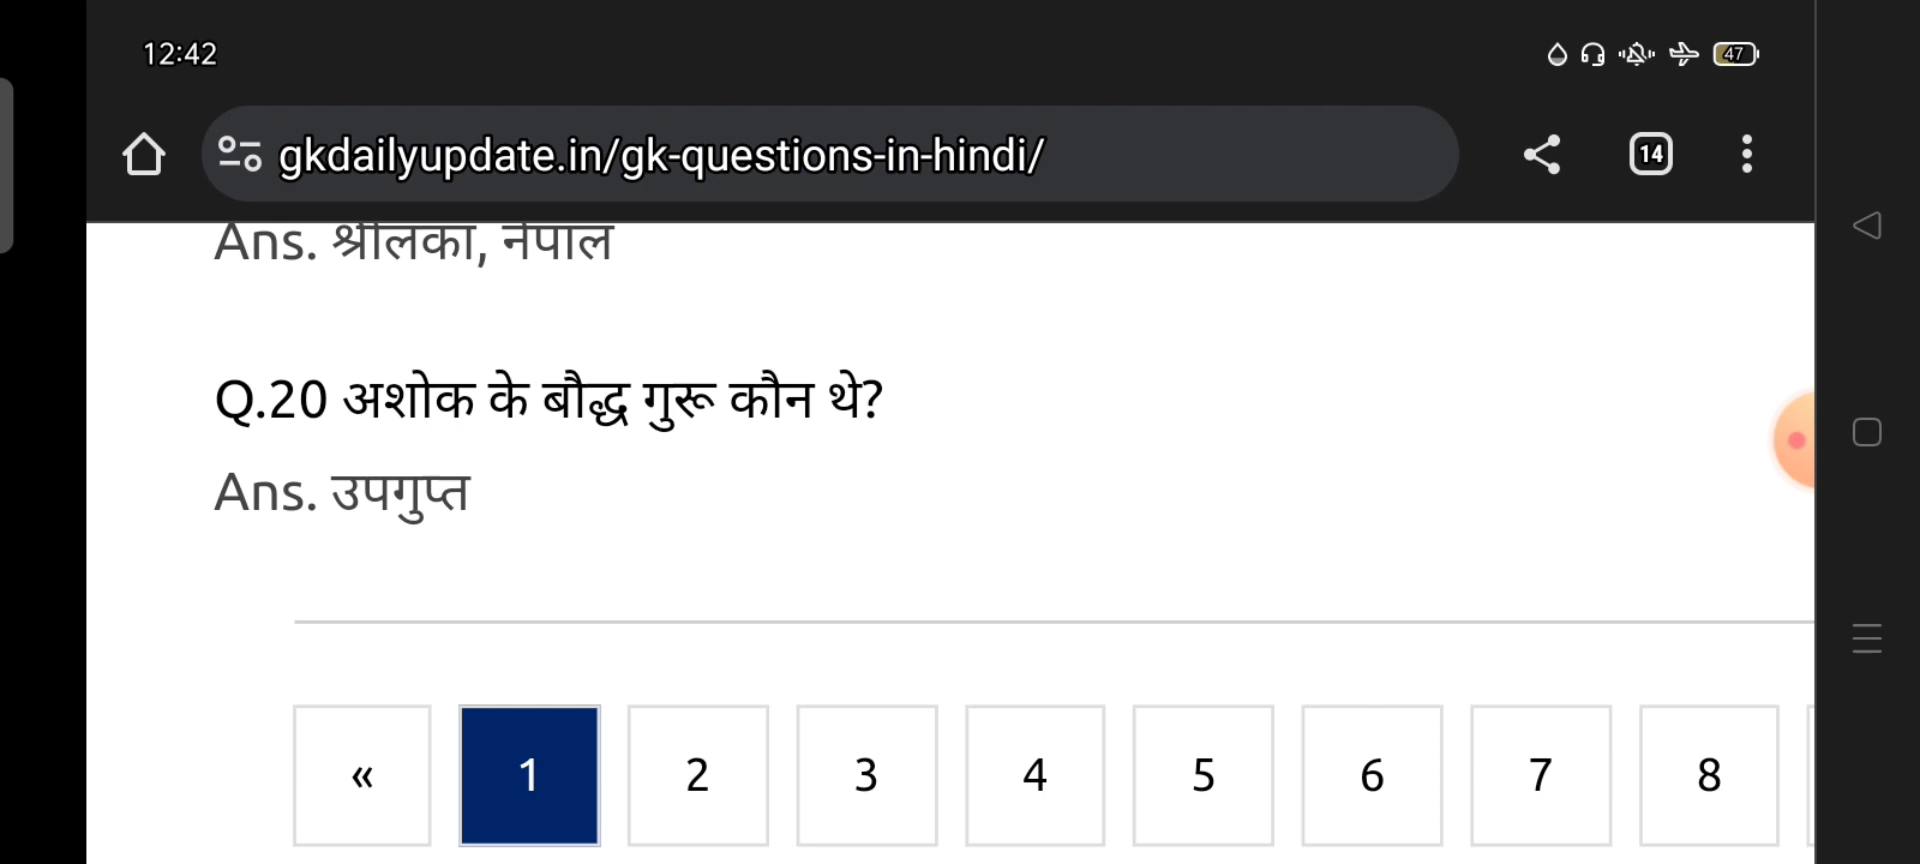 12:42
47
gkdailyupdate.in/gk-questions-in-hindi/
14
Ans. श्रीलंका, नेपाल
Q.20 अशोक के बौद्ध गुरू कौन थे?
Ans. उपगुप्त
« 1 2 3 4 5 6 7 8